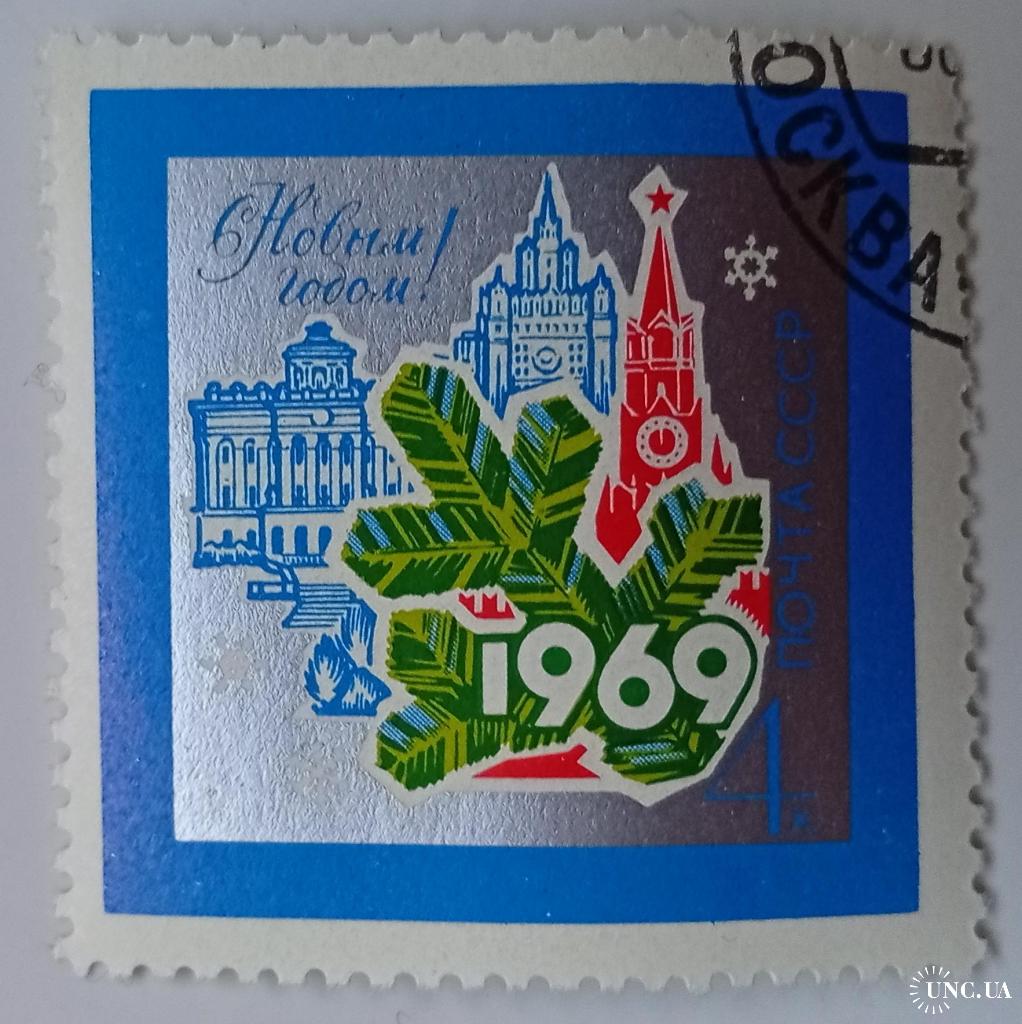 С Новым
годом!
ОСКВА
ПОЧТА СССР
1969
4к
UNC.UA